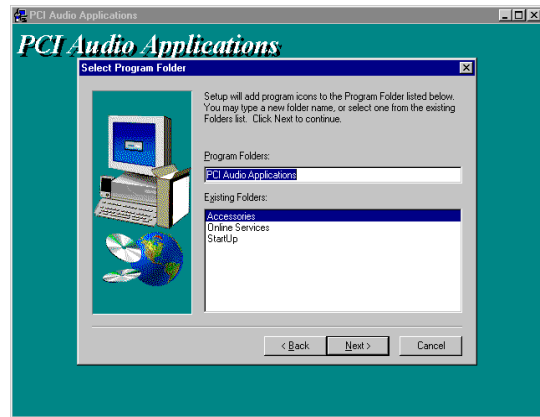 PCI Audio Applications
PCI Audio Applications
Select Program Folder
Setup will add program icons to the Program Folder listed below.
You may type a new folder name, or select one from the existing
Folders list. Click Next to continue.
Program Folders:
PCI Audio Applications
Existing Folders:
Accessories
Online Services
StartUp
< Back
Next >
Cancel